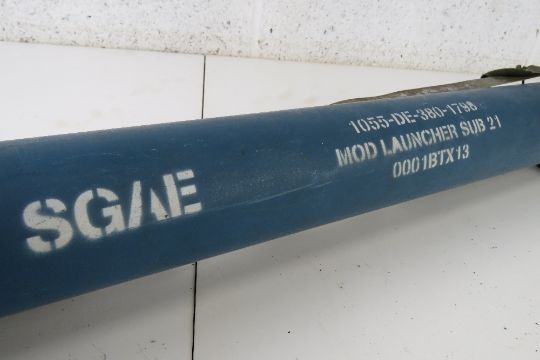 SGAE
1055-DE-380-1798
MOD LAUNCHER SUB 21
0001BTX13